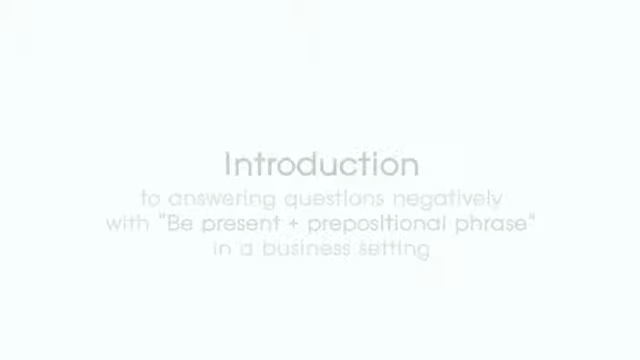 Introduction
to answering questions negatively
with "Be present + prepositional phrase"
in a business setting